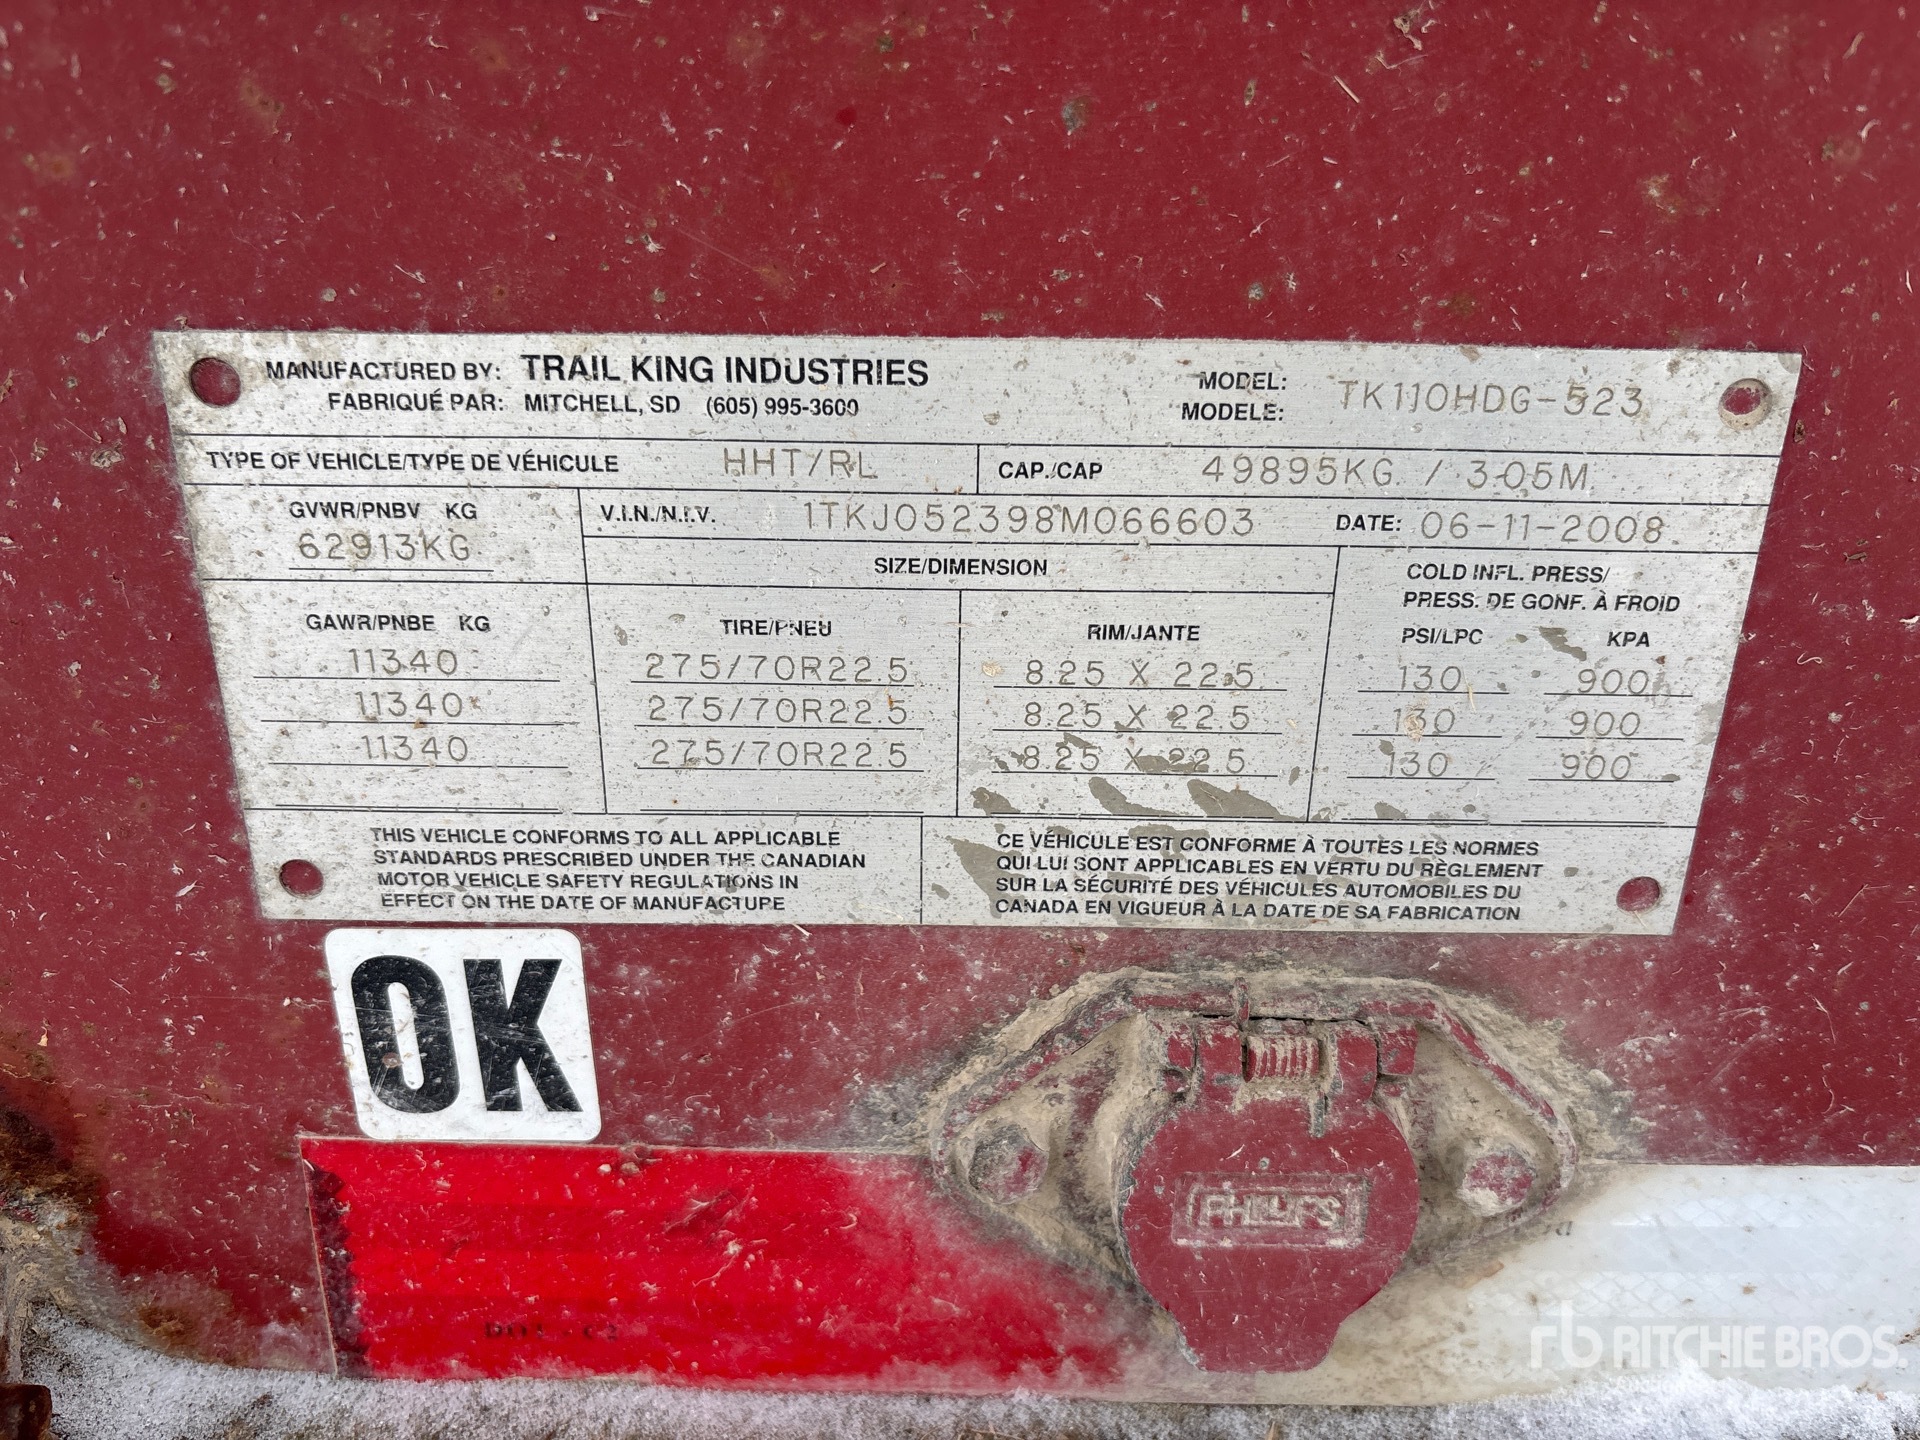 MANUFACTURED BY: TRAIL KING INDUSTRIES
FABRIQUÉ PAR: MITCHELL, SD (605) 995-3600
MODEL:
MODELE:
TK110HDG-523
TYPE OF VEHICLE/TYPE DE VÉHICULE HHT/RL
CAP./CAP 49895KG / 3.05M
GVWR/PNBV KG
62913KG
V.I.N./N.I.V. 1TKJ052398M066603
DATE: 06-11-2008
SIZE/DIMENSION
COLD INFL. PRESS/
PRESS. DE GONF. À FROID
GAWR/PNBE KG TIRE/PNEU RIM/JANTE PSI/LPC KPA
11340 275/70R22.5 8.25 X 22.5 130 900
11340 275/70R22.5 8.25 X 22.5 130 900
11340 275/70R22.5 8.25 X 22.5 130 900
THIS VEHICLE CONFORMS TO ALL APPLICABLE
STANDARDS PRESCRIBED UNDER THE CANADIAN
MOTOR VEHICLE SAFETY REGULATIONS IN
EFFECT ON THE DATE OF MANUFACTURE
CE VÉHICULE EST CONFORME À TOUTES LES NORMES
QUI LUI SONT APPLICABLES EN VERTU DU RÈGLEMENT
SUR LA SÉCURITÉ DES VÉHICULES AUTOMOBILES DU
CANADA EN VIGUEUR À LA DATE DE SA FABRICATION
OK
PHILLIPS
DOT-C2
rb RITCHIE BROS.